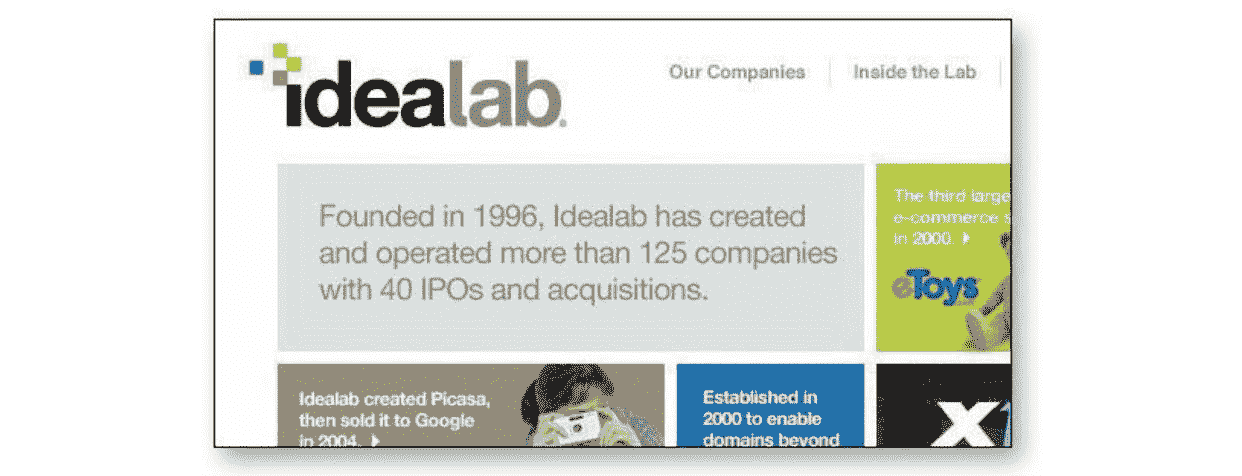 idealab.
Our Companies
Inside the Lab
Founded in 1996, Idealab has created
and operated more than 125 companies
with 40 IPOs and acquisitions.
The third large
e-commerce s
in 2000.
eToys
Idealab created Picasa,
then sold it to Google
in 2004.
Established in
2000 to enable
domains beyond
X